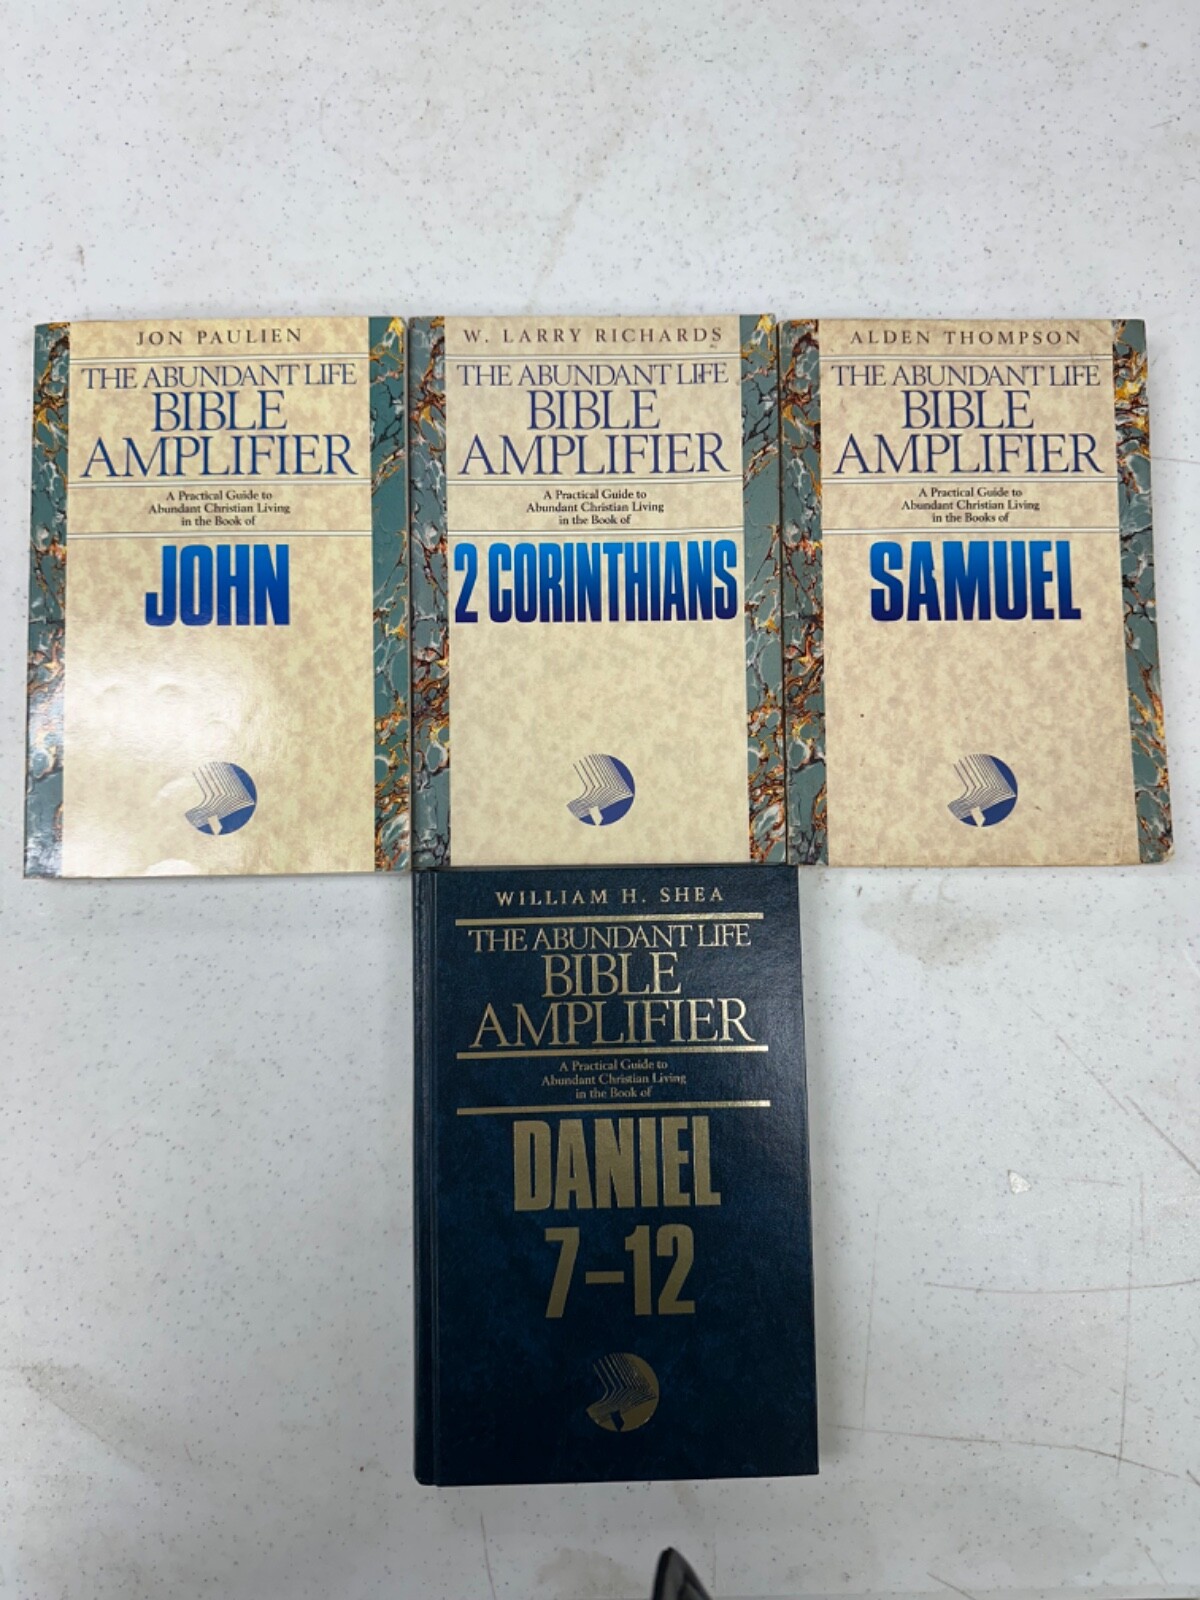 JON PAULIEN
THE ABUNDANT LIFE
BIBLE
AMPLIFIER
A Practical Guide to
Abundant Christian Living
in the Book of
JOHN
W. LARRY RICHARDS
THE ABUNDANT LIFE
BIBLE
AMPLIFIER
A Practical Guide to
Abundant Christian Living
in the Book of
2 CORINTHIANS
ALDEN THOMPSON
THE ABUNDANT LIFE
BIBLE
AMPLIFIER
A Practical Guide to
Abundant Christian Living
in the Books of
SAMUEL
WILLIAM H. SHEA
THE ABUNDANT LIFE
BIBLE
AMPLIFIER
A Practical Guide to
Abundant Christian Living
in the Book of
DANIEL
7–12